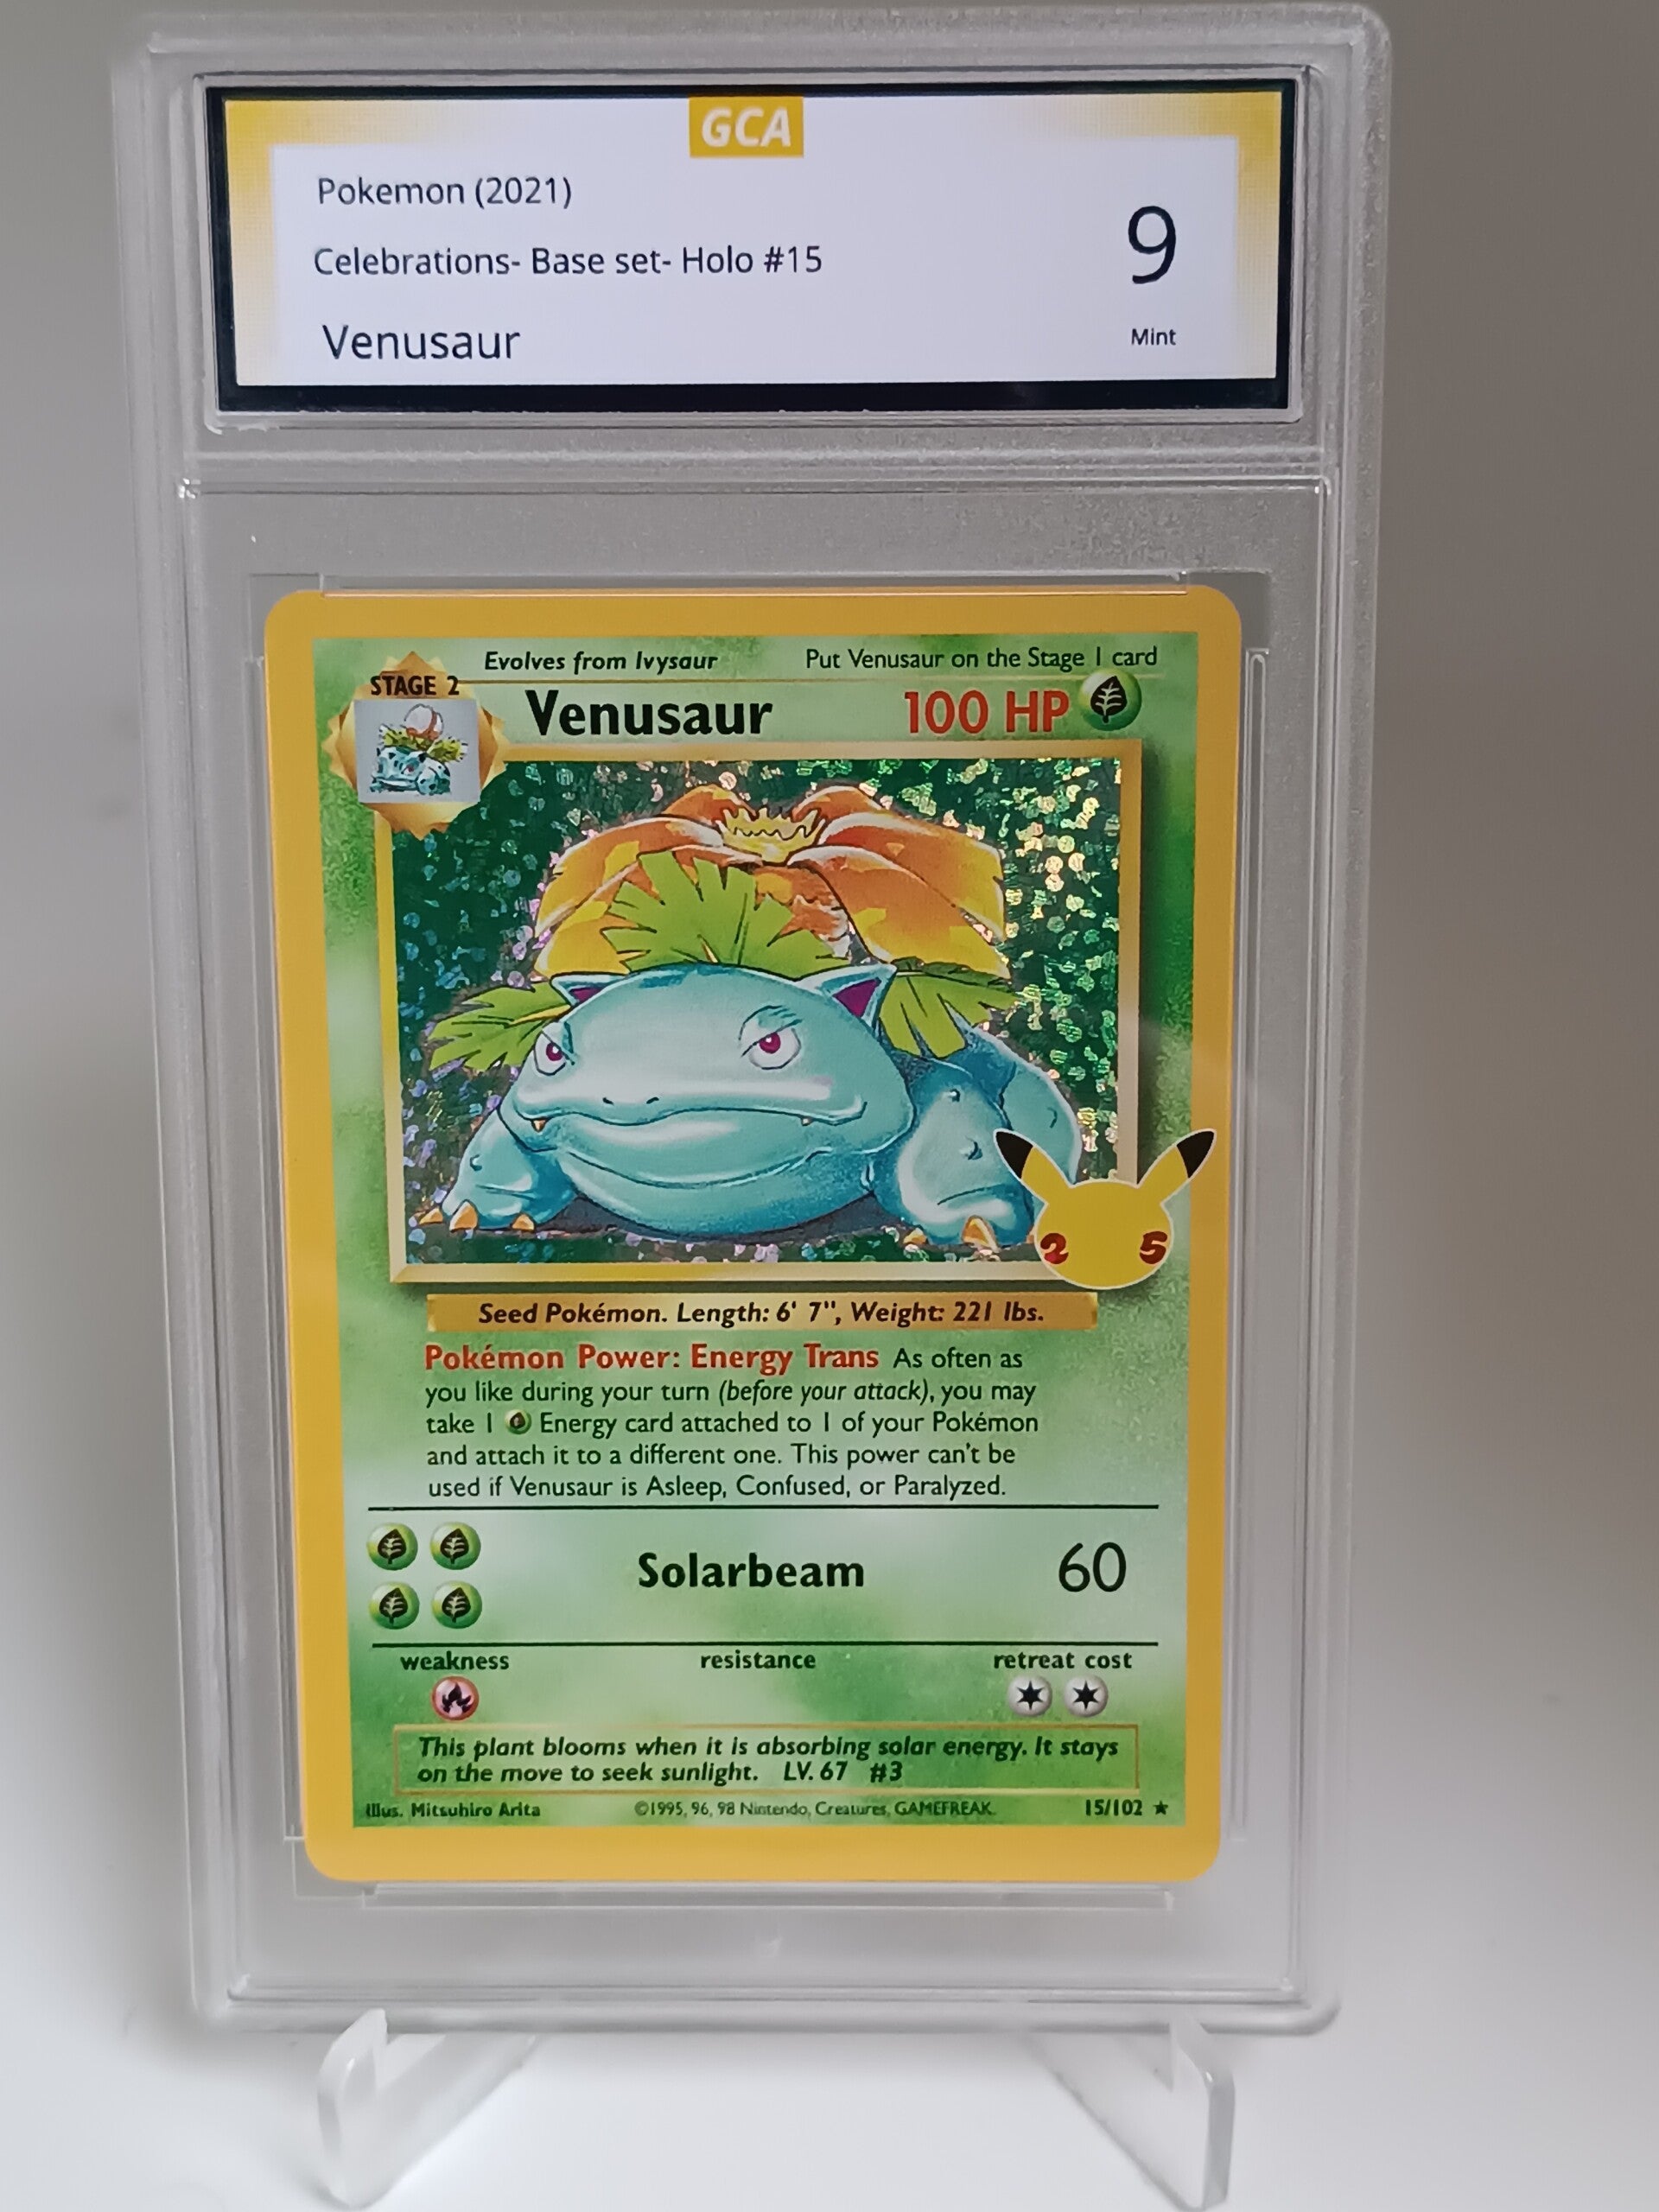 GCA
Pokemon (2021)
Celebrations- Base set- Holo #15
9
Venusaur
Mint
Evolves from Ivysaur Put Venusaur on the Stage 1 card
STAGE 2
Venusaur 100 HP
2 5
Seed Pokémon. Length: 6' 7", Weight: 221 lbs.
Pokémon Power: Energy Trans As often as
you like during your turn (before your attack), you may
take 1 Energy card attached to 1 of your Pokémon
and attach it to a different one. This power can't be
used if Venusaur is Asleep, Confused, or Paralyzed.
Solarbeam 60
weakness resistance retreat cost
This plant blooms when it is absorbing solar energy. It stays
on the move to seek sunlight. LV. 67 #3
Illus. Mitsuhiro Arita ©1995, 96, 98 Nintendo, Creatures, GAMEFREAK. 15/102 ★